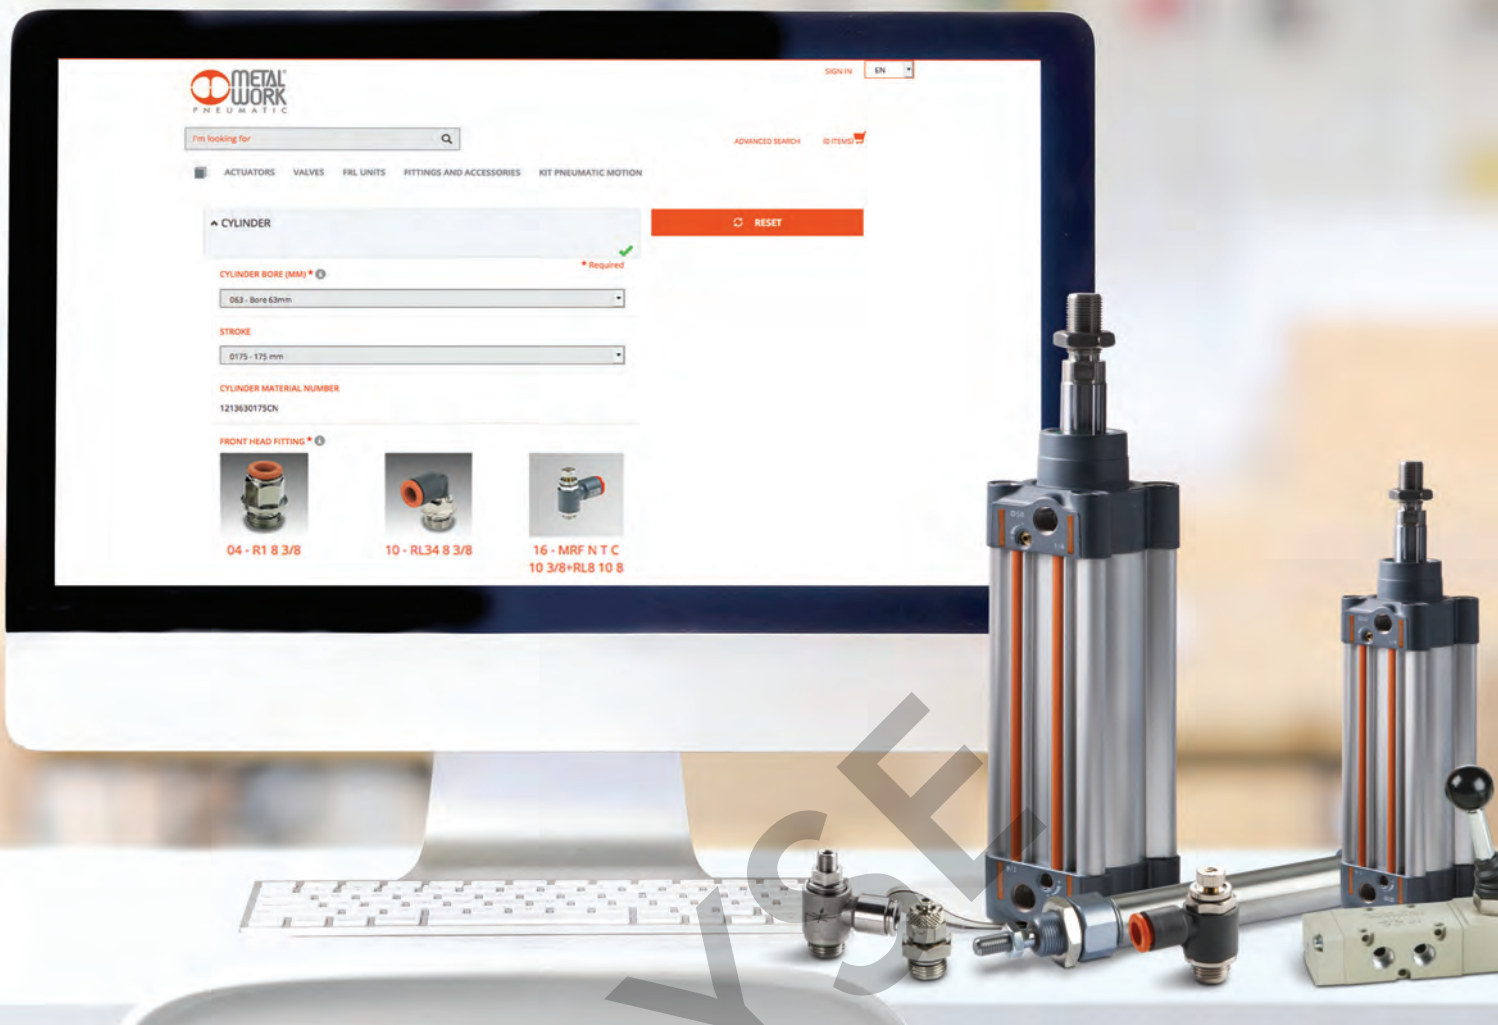 METAL
WORK
PNEUMATIC
SIGN IN EN
I'm looking for
ADVANCED SEARCH (0 ITEMS)
ACTUATORS VALVES FRL UNITS FITTINGS AND ACCESSORIES KIT PNEUMATIC MOTION
CYLINDER
RESET
* Required
CYLINDER BORE (MM) *
063 - Bore 63mm
STROKE
0175 - 175 mm
CYLINDER MATERIAL NUMBER
1213630175CN
FRONT HEAD FITTING *
04 - R1 8 3/8
10 - RL34 8 3/8
16 - MRF N T C
10 3/8+RL8 10 8
YSE